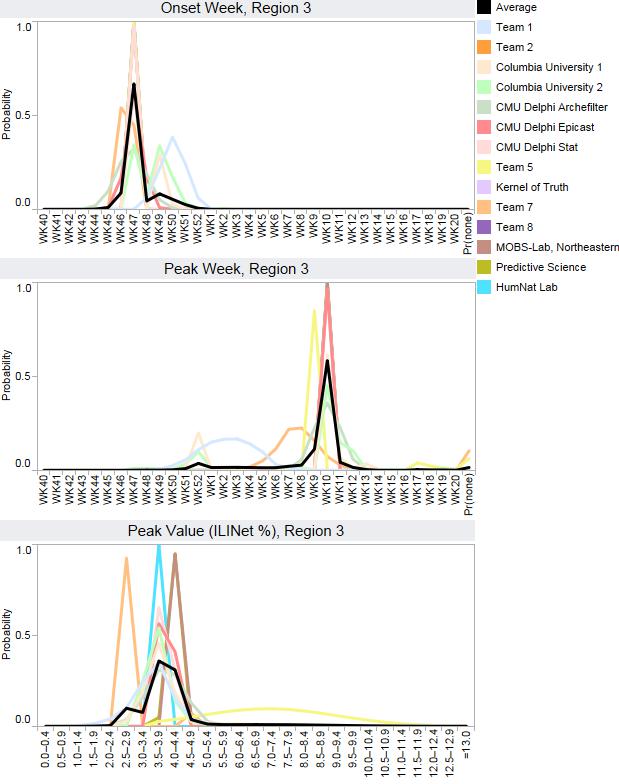 Onset Week, Region 3
Probability
1.0
0.5
0.0
WK40 WK41 WK42 WK43 WK44 WK45 WK46 WK47 WK48 WK49 WK50 WK51 WK52 WK1 WK2 WK3 WK4 WK5 WK6 WK7 WK8 WK9 WK10 WK11 WK12 WK13 WK14 WK15 WK16 WK17 WK18 WK19 WK20 Pr(none)
Peak Week, Region 3
Probability
1.0
0.5
0.0
WK40 WK41 WK42 WK43 WK44 WK45 WK46 WK47 WK48 WK49 WK50 WK51 WK52 WK1 WK2 WK3 WK4 WK5 WK6 WK7 WK8 WK9 WK10 WK11 WK12 WK13 WK14 WK15 WK16 WK17 WK18 WK19 WK20 Pr(none)
Peak Value (ILINet %), Region 3
Probability
1.0
0.5
0.0
0.0–0.4 0.5–0.9 1.0–1.4 1.5–1.9 2.0–2.4 2.5–2.9 3.0–3.4 3.5–3.9 4.0–4.4 4.5–4.9 5.0–5.4 5.5–5.9 6.0–6.4 6.5–6.9 7.0–7.4 7.5–7.9 8.0–8.4 8.5–8.9 9.0–9.4 9.5–9.9 10.0–10.4 10.5–10.9 11.0–11.4 11.5–11.9 12.0–12.4 12.5–12.9 =13.0
Average
Team 1
Team 2
Columbia University 1
Columbia University 2
CMU Delphi Archefilter
CMU Delphi Epicast
CMU Delphi Stat
Team 5
Kernel of Truth
Team 7
Team 8
MOBS-Lab, Northeastern
Predictive Science
HumNat Lab